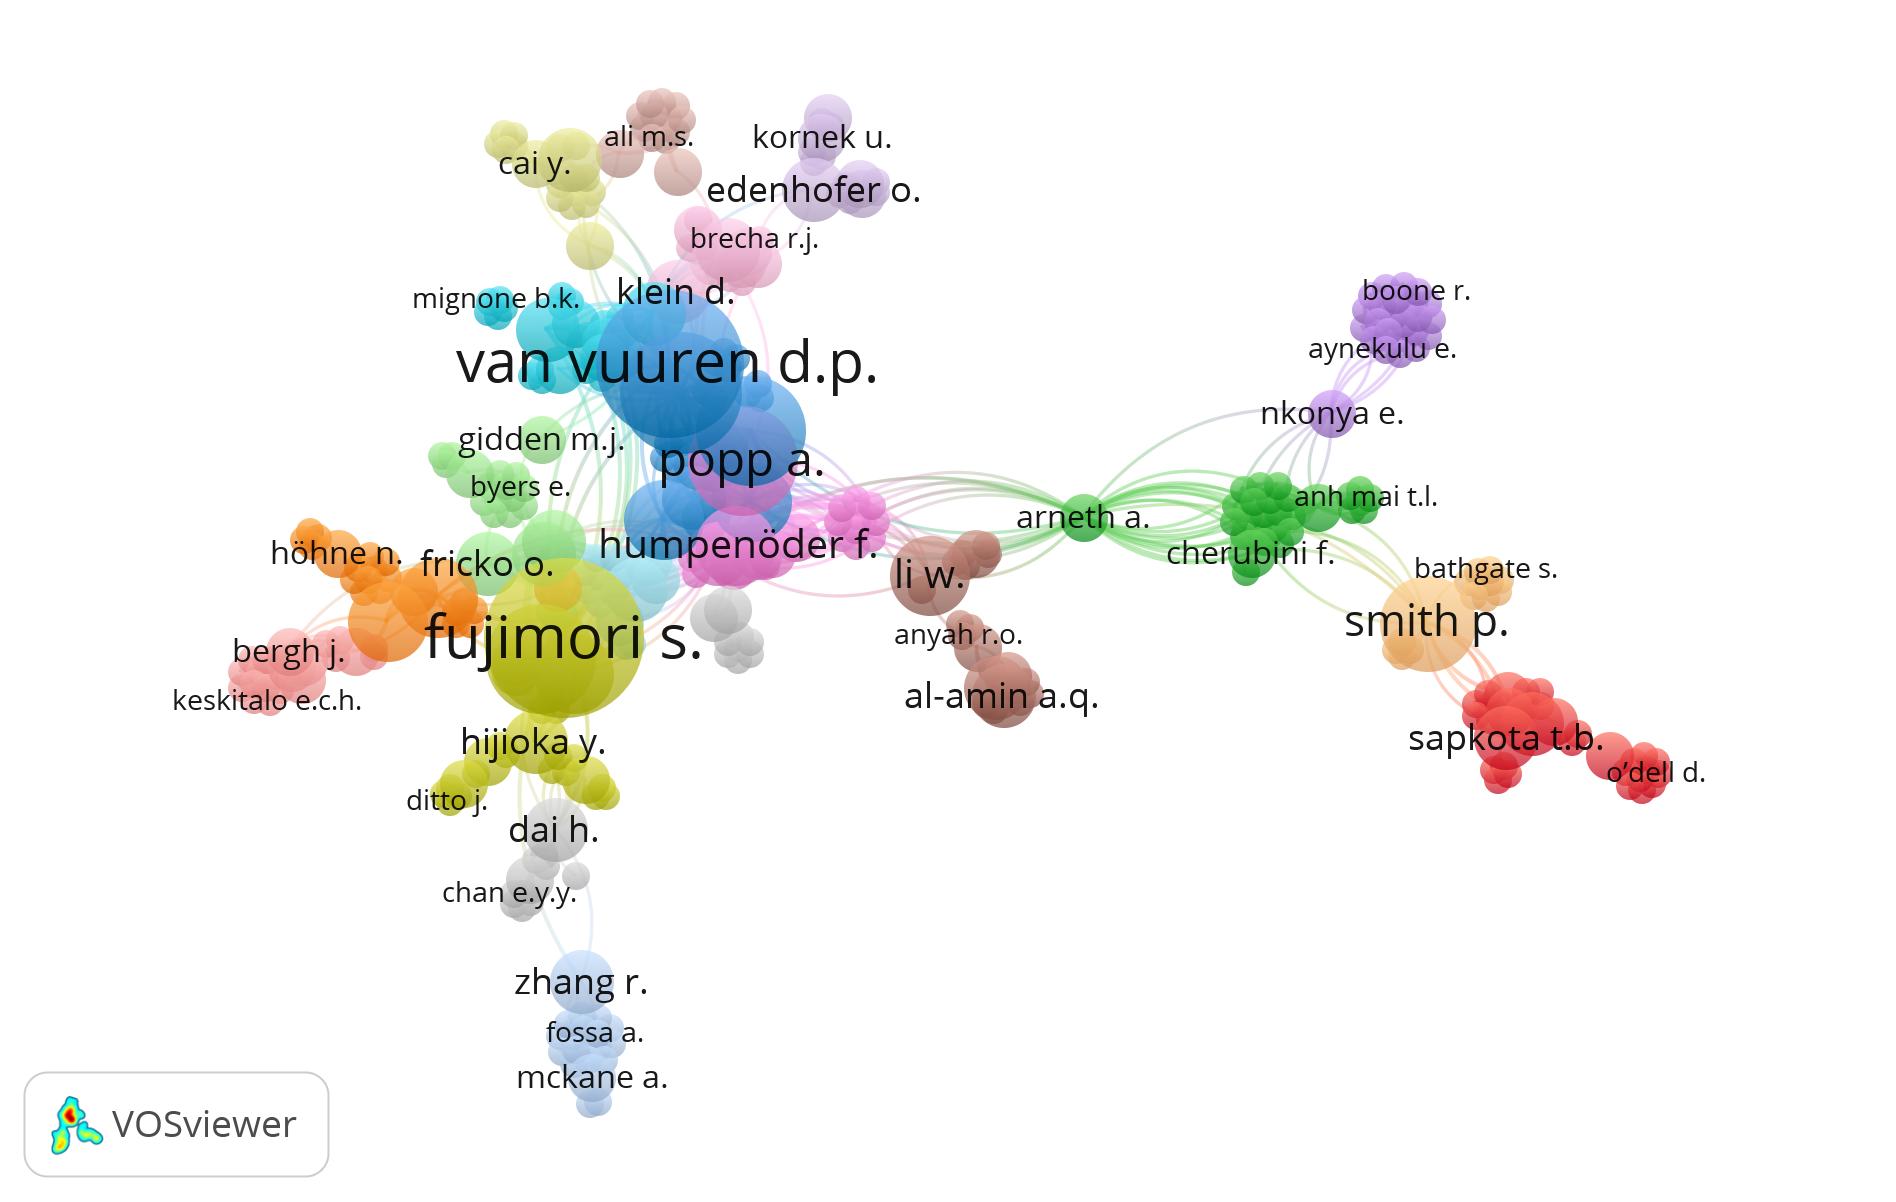 ali m.s.
kornek u.
cai y.
edenhofer o.
brecha r.j.
mignone b.k.
klein d.
boone r.
aynekulu e.
van vuuren d.p.
nkonya e.
gidden m.j.
popp a.
byers e.
anh mai t.l.
arneth a.
höhne n.
fricko o.
humpenöder f.
cherubini f.
li w.
bathgate s.
smith p.
fujimori s.
anyah r.o.
bergh j.
keskitalo e.c.h.
al-amin a.q.
hijioka y.
sapkota t.b.
o'dell d.
ditto j.
dai h.
chan e.y.y.
zhang r.
fossa a.
mckane a.
VOSviewer